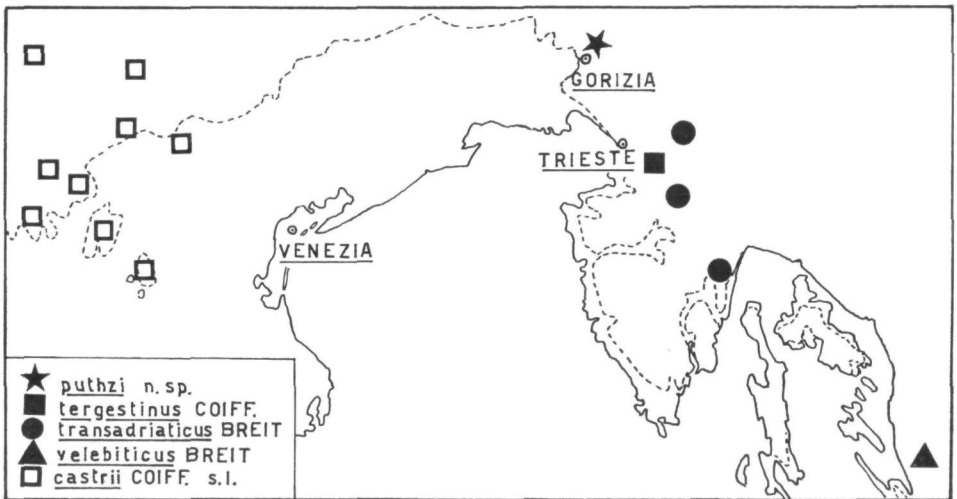 GORIZIA
TRIESTE
VENEZIA
puthzi n. sp.
tergestinus COIFF.
transadriaticus BREIT
velebiticus BREIT
castrii COIFF. s.l.